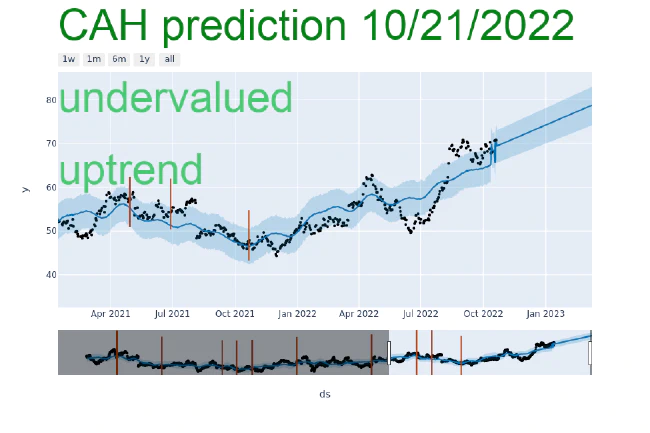 CAH prediction 10/21/2022
1w 1m 6m 1y all
undervalued
uptrend
80
70
60
50
40
y
Apr 2021 Jul 2021 Oct 2021 Jan 2022 Apr 2022 Jul 2022 Oct 2022 Jan 2023
ds